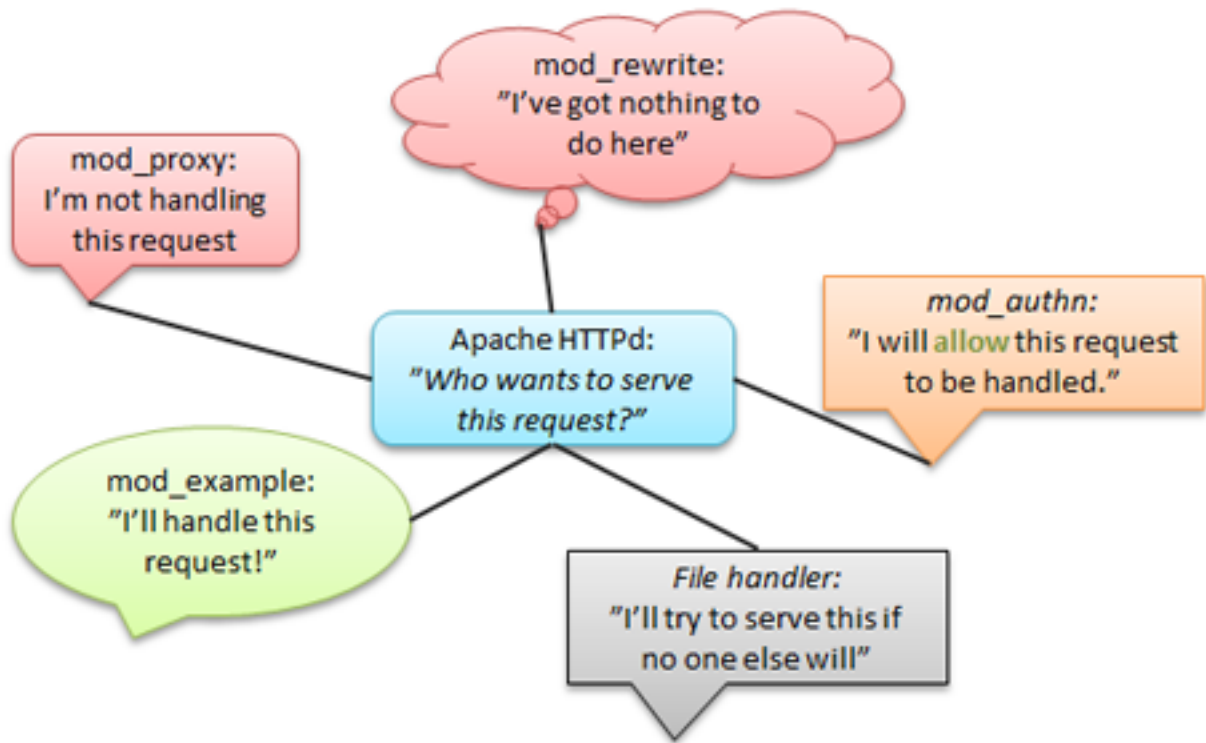 mod_rewrite:
"I've got nothing to
do here"
mod_proxy:
I'm not handling
this request
mod_authn:
"I will allow this request
to be handled."
Apache HTTPd:
"Who wants to serve
this request?"
mod_example:
"I'll handle this
request!"
File handler:
"I'll try to serve this if
no one else will"